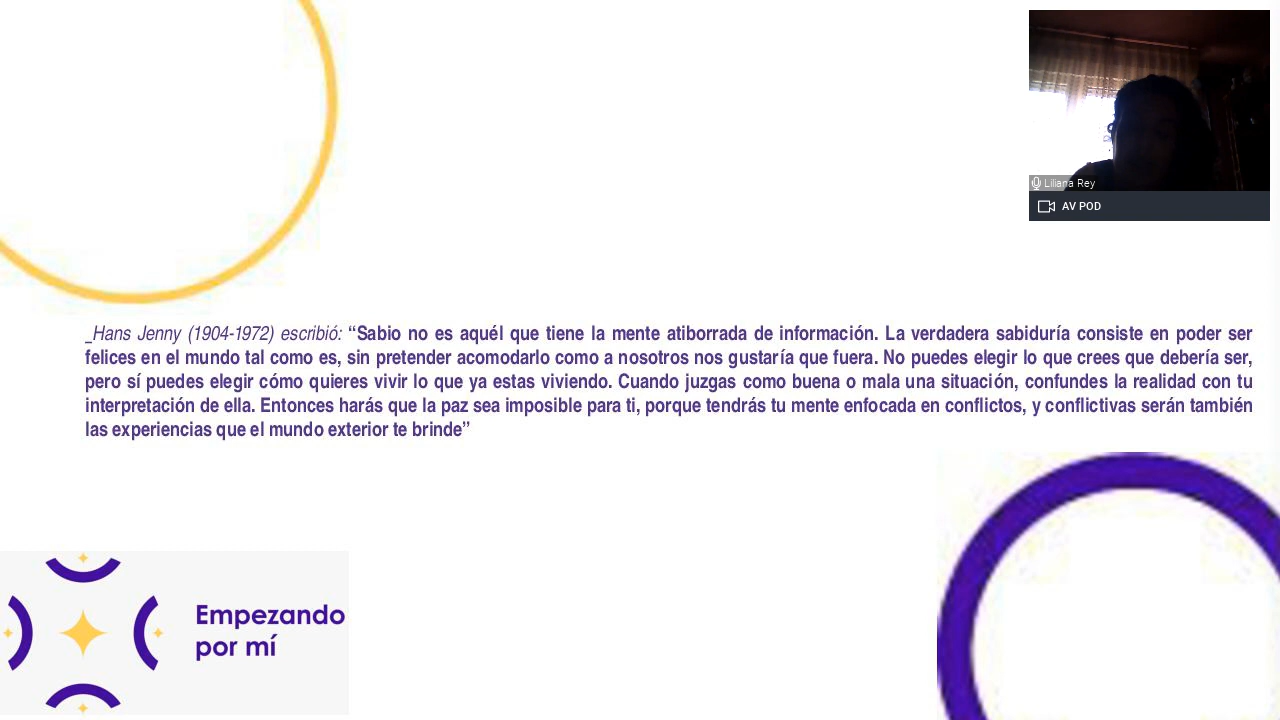 Liliana Rey
AV POD
_Hans Jenny (1904-1972) escribió: “Sabio no es aquél que tiene la mente atiborrada de información. La verdadera sabiduría consiste en poder ser
felices en el mundo tal como es, sin pretender acomodarlo como a nosotros nos gustaría que fuera. No puedes elegir lo que crees que debería ser,
pero sí puedes elegir cómo quieres vivir lo que ya estas viviendo. Cuando juzgas como buena o mala una situación, confundes la realidad con tu
interpretación de ella. Entonces harás que la paz sea imposible para ti, porque tendrás tu mente enfocada en conflictos, y conflictivas serán también
las experiencias que el mundo exterior te brinde”
Empezando
por mí